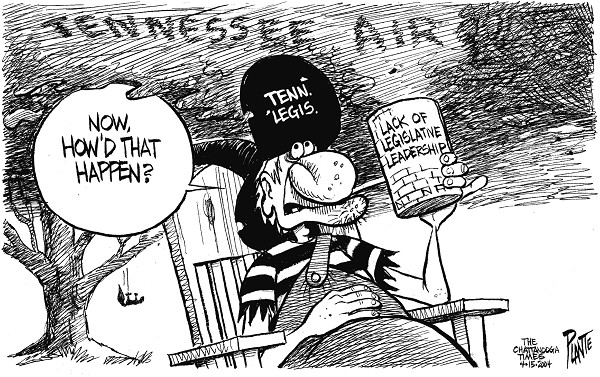 TENNESSEE AIR
NOW,
HOW'D THAT
HAPPEN?
TENN.
'LEGIS.
LACK OF
LEGISLATIVE
LEADERSHIP
THE
CHATTANOOGA
TIMES
4-15-2004
PLANTE